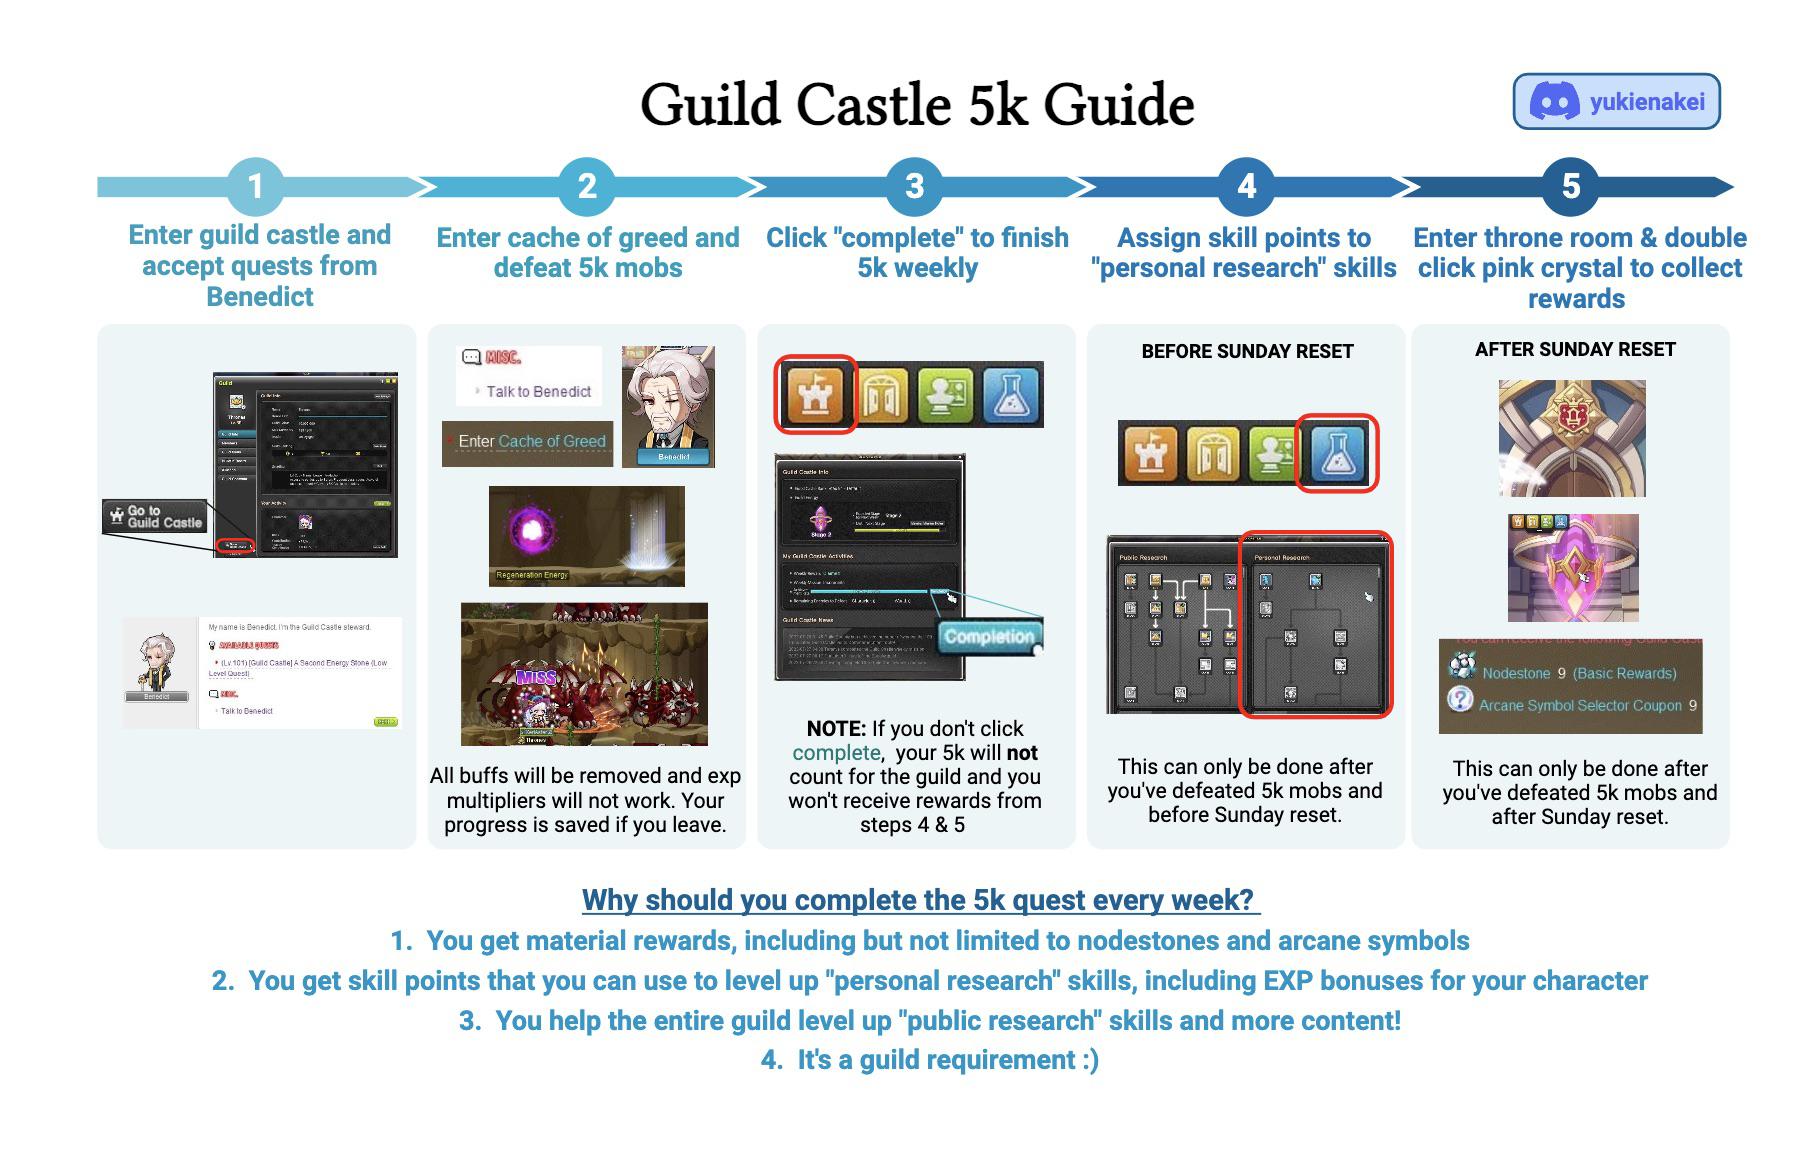 Guild Castle 5k Guide
yukienakei
1
Enter guild castle and
accept quests from
Benedict
2
Enter cache of greed and
defeat 5k mobs
3
Click "complete" to finish
5k weekly
4
Assign skill points to
"personal research" skills
5
Enter throne room & double
click pink crystal to collect
rewards
Guild
Guild Info
Go to
Guild Castle
My name is Benedict. I'm the Guild Castle steward.
AVAILABLE QUESTS
(Lv.101) [Guild Castle] A Second Energy Stone (Low
Level Quest)
MISC.
Talk to Benedict
Benedict
MISC.
Talk to Benedict
Enter Cache of Greed
Benedict
Regeneration Energy
MISS
All buffs will be removed and exp
multipliers will not work. Your
progress is saved if you leave.
Guild Castle Info
Stage 2
Stage 2
My Guild Castle Activities
Guild Castle News
Completion
NOTE: If you don't click
complete, your 5k will not
count for the guild and you
won't receive rewards from
steps 4 & 5
BEFORE SUNDAY RESET
Public Research
Personal Research
This can only be done after
you've defeated 5k mobs and
before Sunday reset.
AFTER SUNDAY RESET
Nodestone 9 (Basic Rewards)
Arcane Symbol Selector Coupon 9
This can only be done after
you've defeated 5k mobs and
after Sunday reset.
Why should you complete the 5k quest every week?
1. You get material rewards, including but not limited to nodestones and arcane symbols
2. You get skill points that you can use to level up "personal research" skills, including EXP bonuses for your character
3. You help the entire guild level up "public research" skills and more content!
4. It's a guild requirement :)